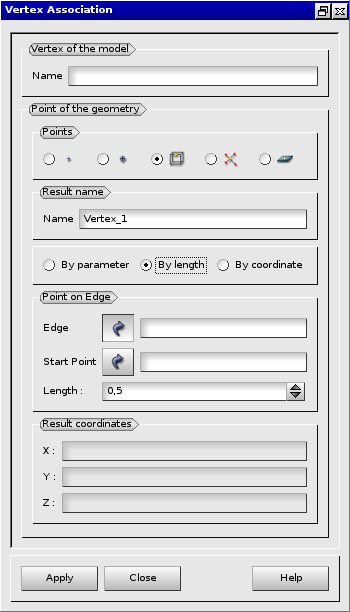 Vertex Association
Vertex of the model
Name
Point of the geometry
Points
Result name
Name Vertex_1
By parameter By length By coordinate
Point on Edge
Edge
Start Point
Length : 0,5
Result coordinates
X :
Y :
Z :
Apply Close Help